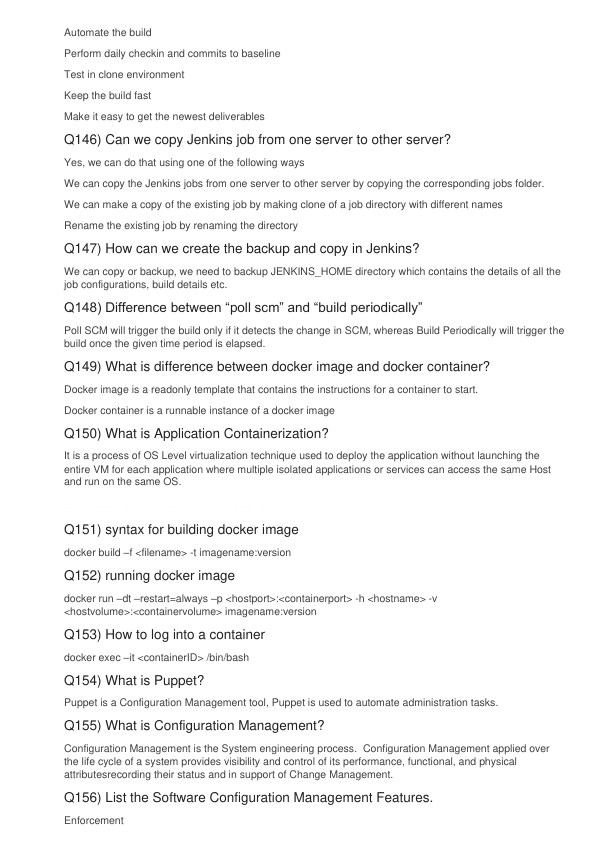 Automate the build
Perform daily checkin and commits to baseline
Test in clone environment
Keep the build fast
Make it easy to get the newest deliverables
Q146) Can we copy Jenkins job from one server to other server?
Yes, we can do that using one of the following ways
We can copy the Jenkins jobs from one server to other server by copying the corresponding jobs folder.
We can make a copy of the existing job by making clone of a job directory with different names
Rename the existing job by renaming the directory
Q147) How can we create the backup and copy in Jenkins?
We can copy or backup, we need to backup JENKINS_HOME directory which contains the details of all the
job configurations, build details etc.
Q148) Difference between “poll scm” and “build periodically”
Poll SCM will trigger the build only if it detects the change in SCM, whereas Build Periodically will trigger the
build once the given time period is elapsed.
Q149) What is difference between docker image and docker container?
Docker image is a readonly template that contains the instructions for a container to start.
Docker container is a runnable instance of a docker image
Q150) What is Application Containerization?
It is a process of OS Level virtualization technique used to deploy the application without launching the
entire VM for each application where multiple isolated applications or services can access the same Host
and run on the same OS.
Q151) syntax for building docker image
docker build –f <filename> -t imagename:version
Q152) running docker image
docker run –dt –restart=always –p <hostport>:<containerport> -h <hostname> -v
<hostvolume>:<containervolume> imagename:version
Q153) How to log into a container
docker exec –it <containerID> /bin/bash
Q154) What is Puppet?
Puppet is a Configuration Management tool, Puppet is used to automate administration tasks.
Q155) What is Configuration Management?
Configuration Management is the System engineering process.  Configuration Management applied over
the life cycle of a system provides visibility and control of its performance, functional, and physical
attributesrecording their status and in support of Change Management.
Q156) List the Software Configuration Management Features.
Enforcement